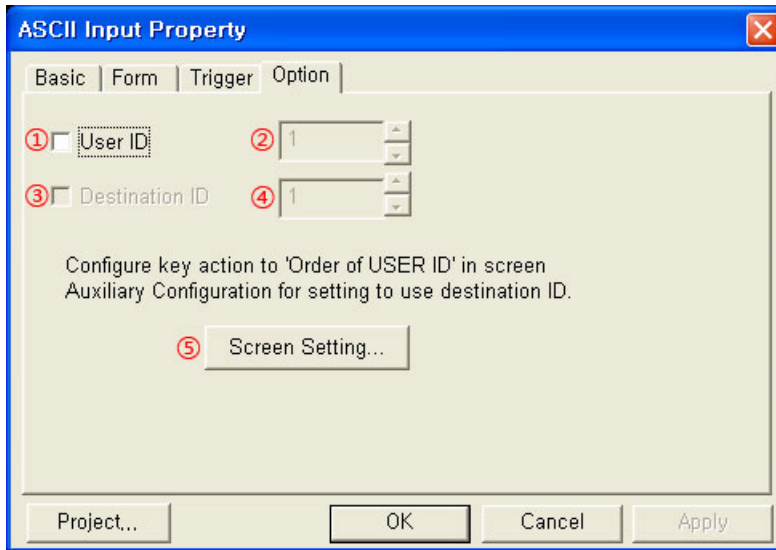 ASCII Input Property
Basic Form Trigger Option
① User ID ② 1
③ Destination ID ④ 1
Configure key action to 'Order of USER ID' in screen
Auxiliary Configuration for setting to use destination ID.
⑤ Screen Setting...
Project... OK Cancel Apply